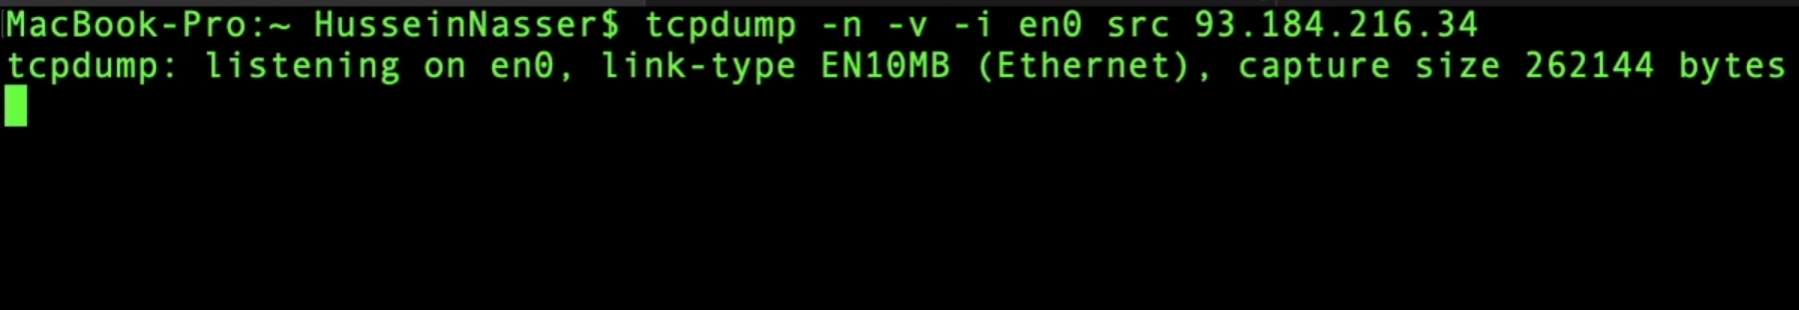 MacBook-Pro:~ HusseinNasser$ tcpdump -n -v -i en0 src 93.184.216.34
tcpdump: listening on en0, link-type EN10MB (Ethernet), capture size 262144 bytes